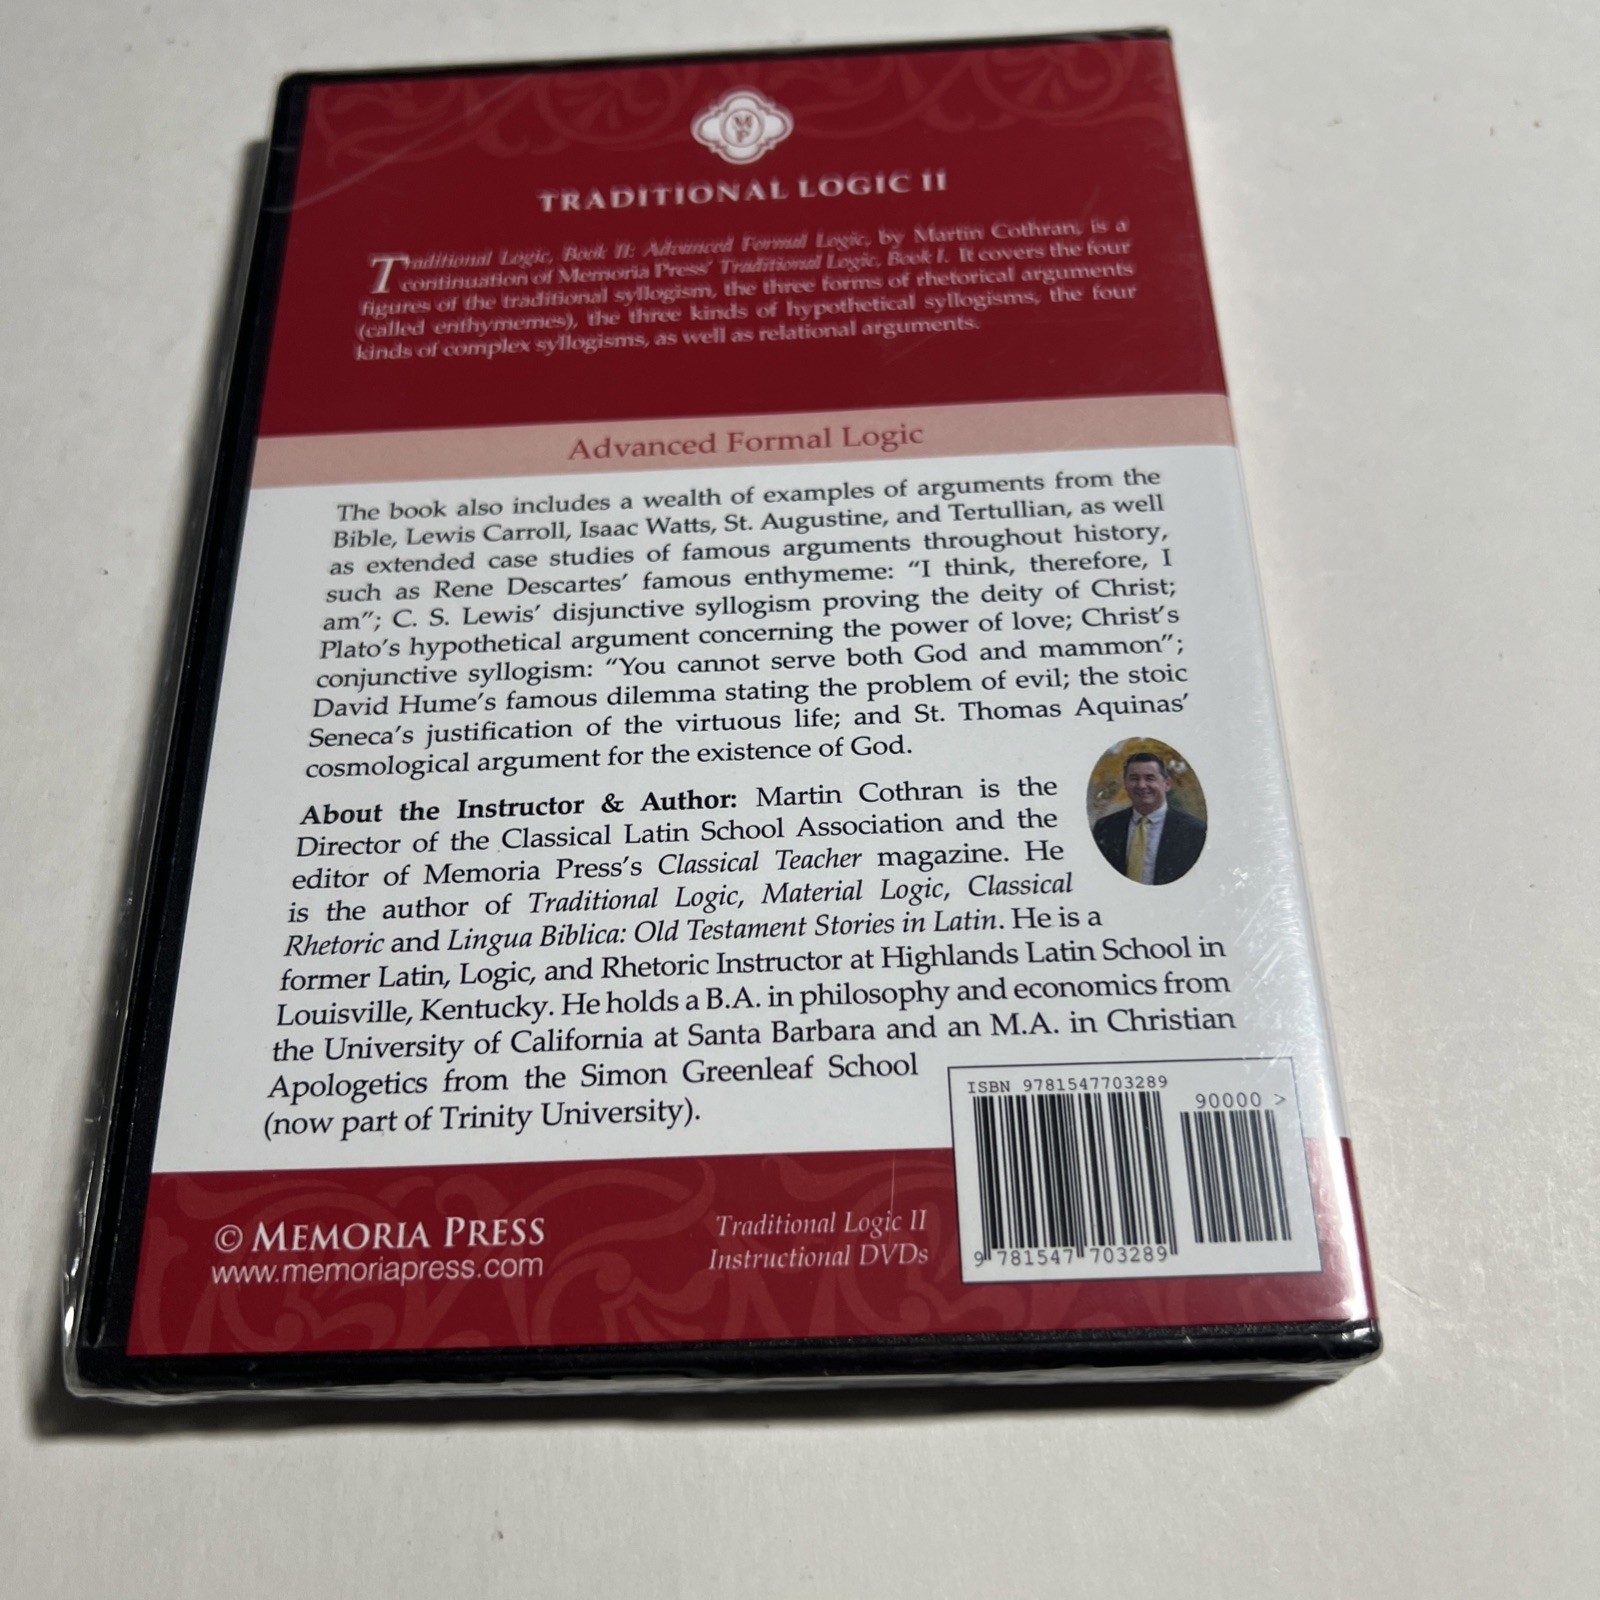 M
P
TRADITIONAL LOGIC II
Traditional Logic, Book II: Advanced Formal Logic, by Martin Cothran, is a
continuation of Memoria Press' Traditional Logic, Book I. It covers the four
figures of the traditional syllogism, the three forms of rhetorical arguments
(called enthymemes), the three kinds of hypothetical syllogisms, the four
kinds of complex syllogisms, as well as relational arguments.
Advanced Formal Logic
The book also includes a wealth of examples of arguments from the
Bible, Lewis Carroll, Isaac Watts, St. Augustine, and Tertullian, as well
as extended case studies of famous arguments throughout history,
such as Rene Descartes' famous enthymeme: "I think, therefore, I
am"; C. S. Lewis' disjunctive syllogism proving the deity of Christ;
Plato's hypothetical argument concerning the power of love; Christ's
conjunctive syllogism: "You cannot serve both God and mammon";
David Hume's famous dilemma stating the problem of evil; the stoic
Seneca's justification of the virtuous life; and St. Thomas Aquinas'
cosmological argument for the existence of God.
About the Instructor & Author: Martin Cothran is the
Director of the Classical Latin School Association and the
editor of Memoria Press's Classical Teacher magazine. He
is the author of Traditional Logic, Material Logic, Classical
Rhetoric and Lingua Biblica: Old Testament Stories in Latin. He is a
former Latin, Logic, and Rhetoric Instructor at Highlands Latin School in
Louisville, Kentucky. He holds a B.A. in philosophy and economics from
the University of California at Santa Barbara and an M.A. in Christian
Apologetics from the Simon Greenleaf School
(now part of Trinity University).
ISBN 9781547703289
90000 >
9 781547 703289
© MEMORIA PRESS
www.memoriapress.com
Traditional Logic II
Instructional DVDs